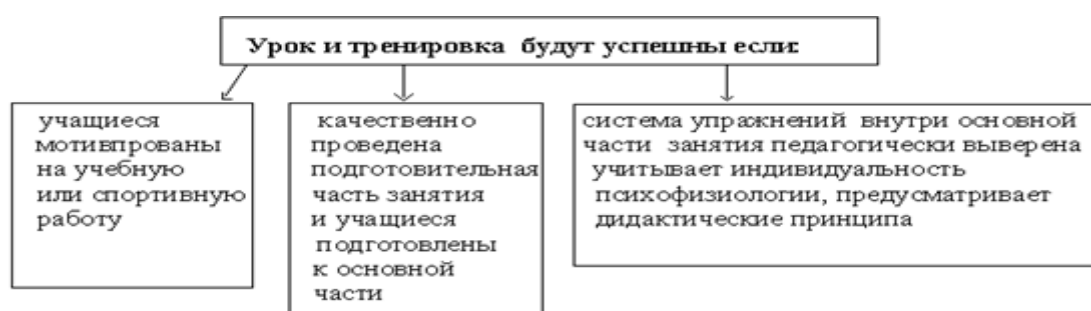 Урок и тренировка будут успешны если:
учащиеся
мотивпрованы
на учебную
или спортивную
работу
качественно
проведена
подготовительная
часть занятия
и учащиеся
подготовлены
к основной
части
система упражнений внутри основной
части занятия педагогически выверена
учитывает индивидуальность
психофизиологии, предусматривает
дидактические принципа